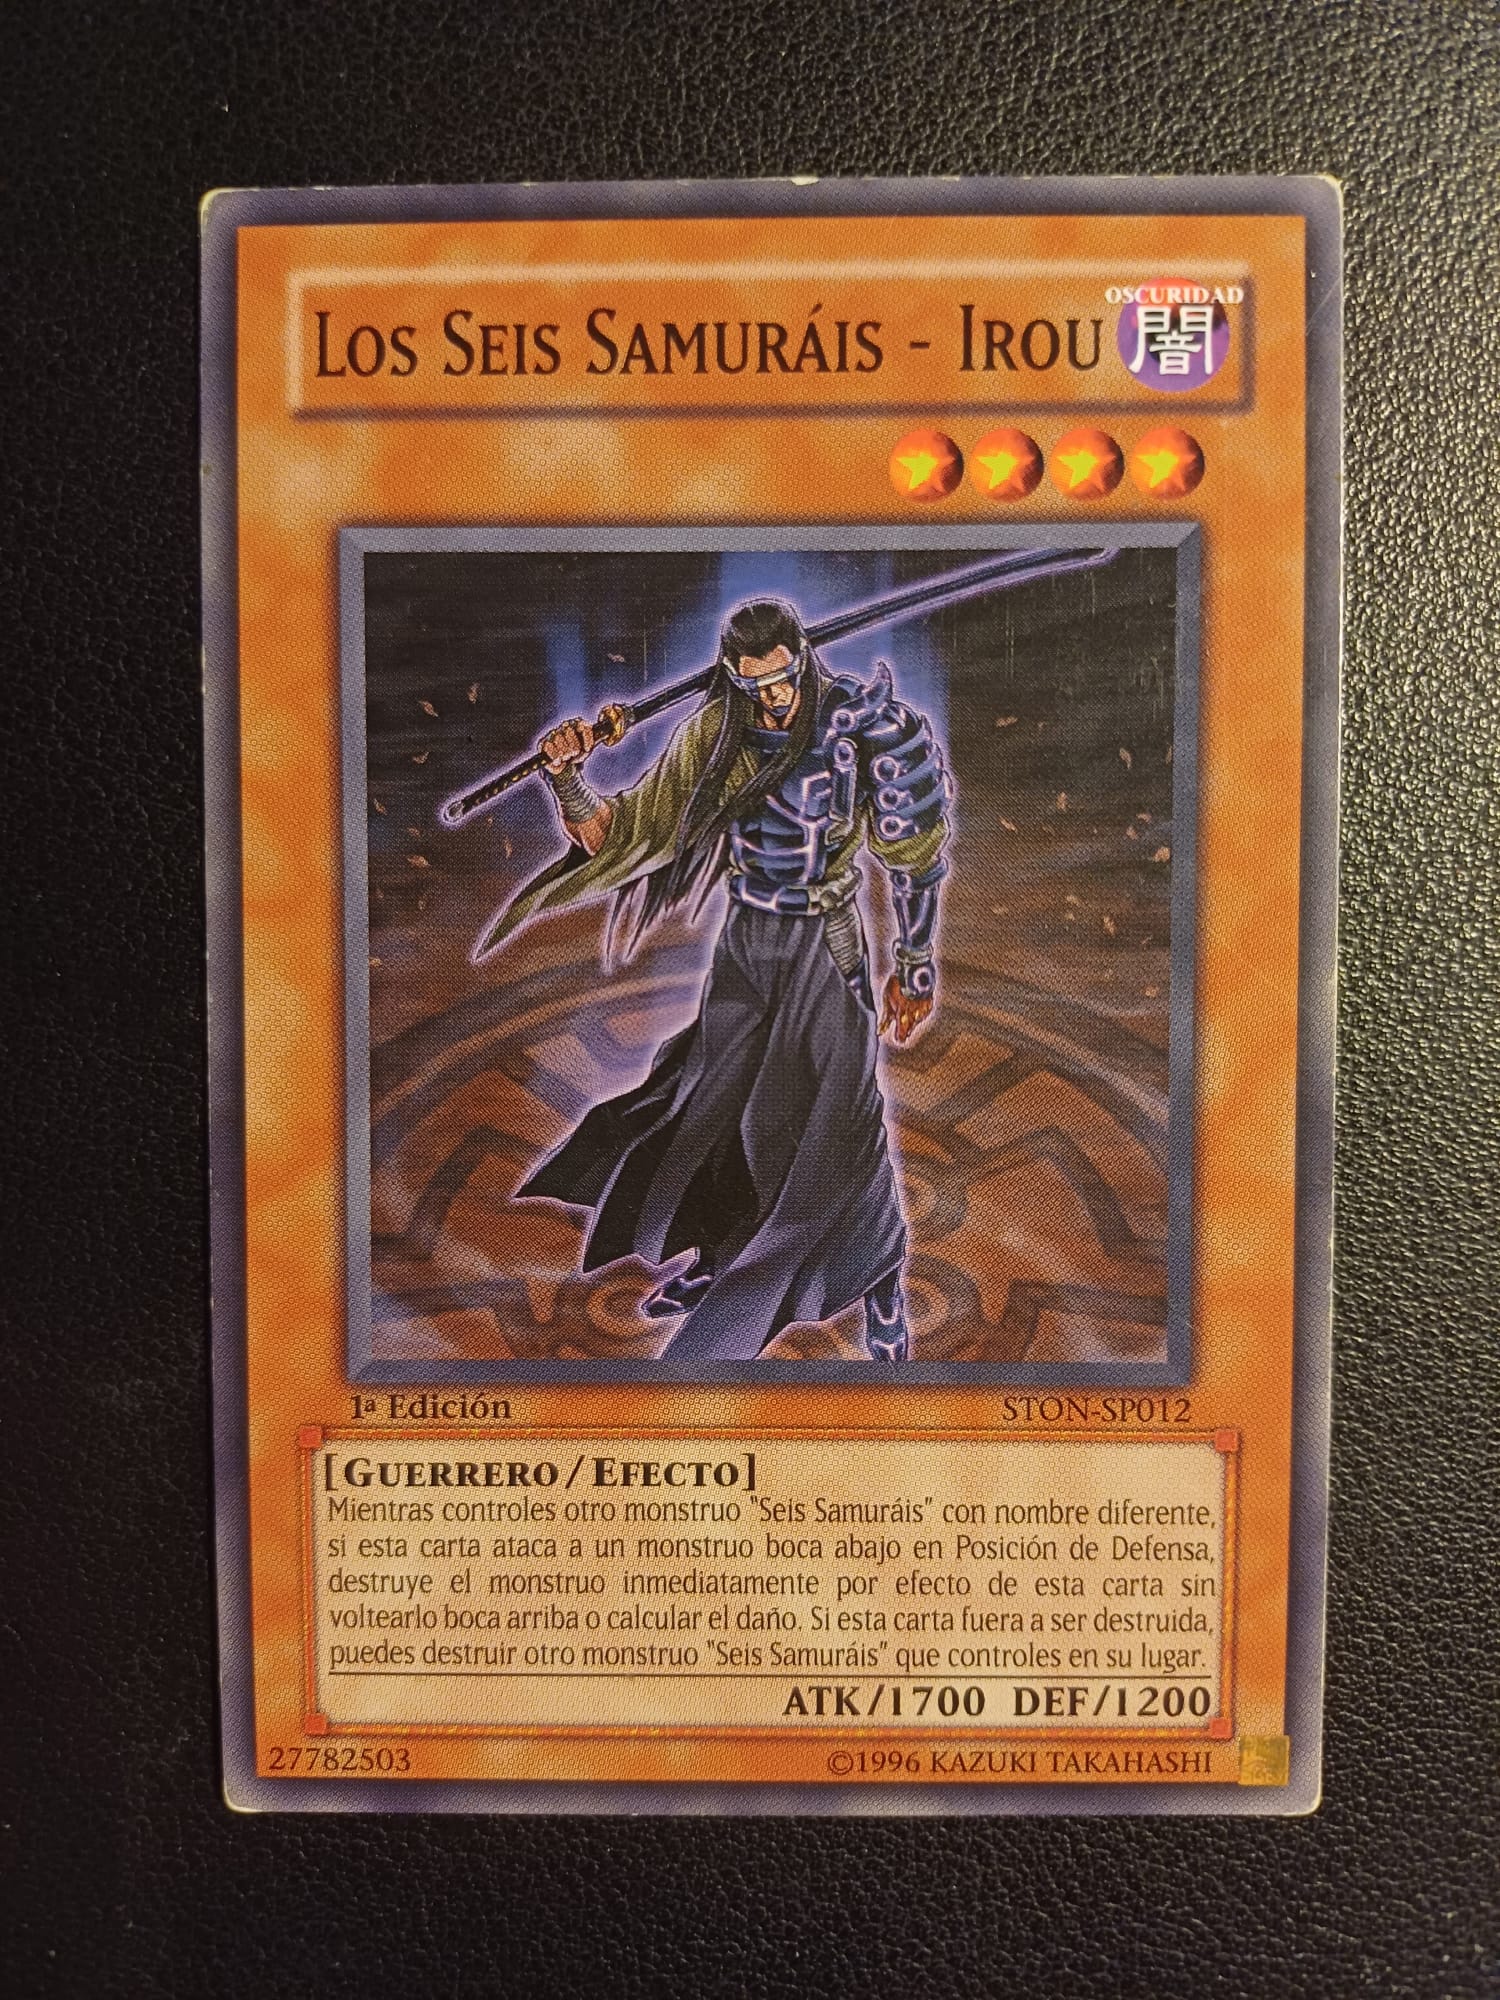 LOS SEIS SAMURÁIS - IROU
OSCURIDAD
闇
1ª Edición
STON-SP012
[GUERRERO/EFECTO]
Mientras controles otro monstruo "Seis Samuráis" con nombre diferente,
si esta carta ataca a un monstruo boca abajo en Posición de Defensa,
destruye el monstruo inmediatamente por efecto de esta carta sin
voltearlo boca arriba o calcular el daño. Si esta carta fuera a ser destruida,
puedes destruir otro monstruo "Seis Samuráis" que controles en su lugar.
ATK/1700 DEF/1200
27782503
©1996 KAZUKI TAKAHASHI